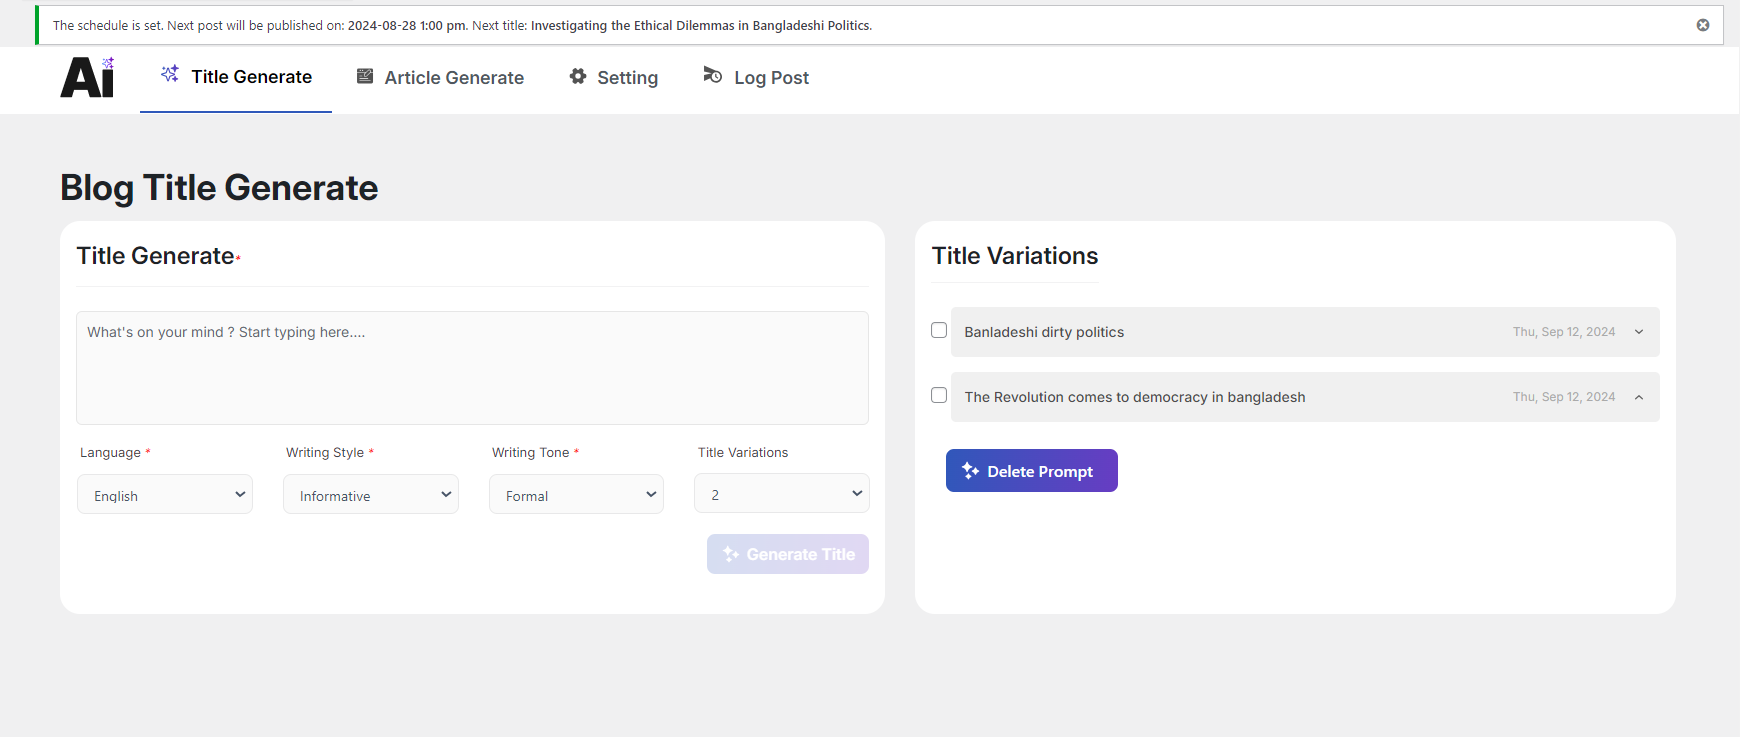 The schedule is set. Next post will be published on: 2024-08-28 1:00 pm. Next title: Investigating the Ethical Dilemmas in Bangladeshi Politics.
Ai
Title Generate
Article Generate
Setting
Log Post
Blog Title Generate
Title Generate*
What's on your mind ? Start typing here....
Language *
Writing Style *
Writing Tone *
Title Variations
English
Informative
Formal
2
Generate Title
Title Variations
Banladeshi dirty politics
Thu, Sep 12, 2024
The Revolution comes to democracy in bangladesh
Thu, Sep 12, 2024
Delete Prompt